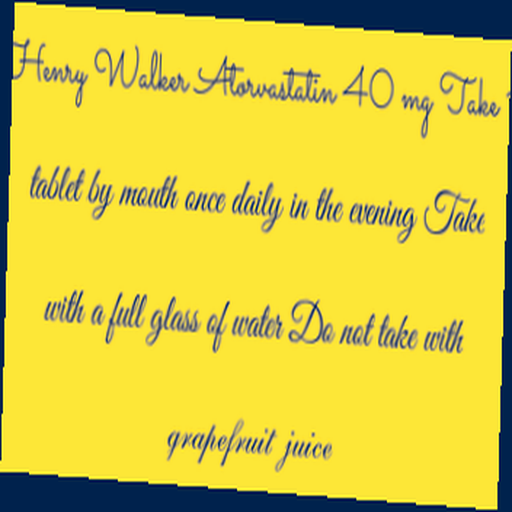 Henry Walker Atorvastatin 40 mg Take
tablet by mouth once daily in the evening Take
with a full glass of water Do not take with
grapefruit juice